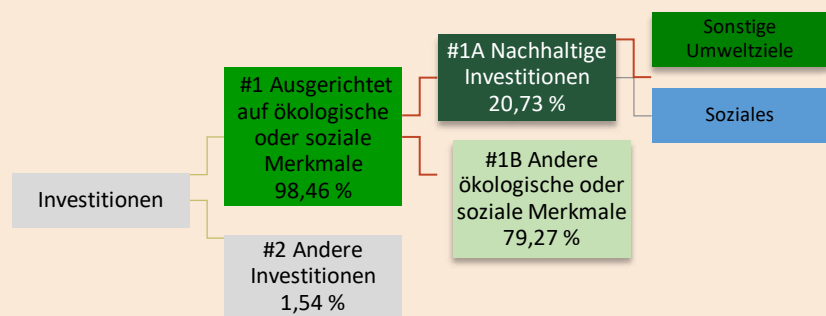 Investitionen
#1 Ausgerichtet
auf ökologische
oder soziale
Merkmale
98,46 %
#2 Andere
Investitionen
1,54 %
#1A Nachhaltige
Investitionen
20,73 %
#1B Andere
ökologische oder
soziale Merkmale
79,27 %
Sonstige
Umweltziele
Soziales